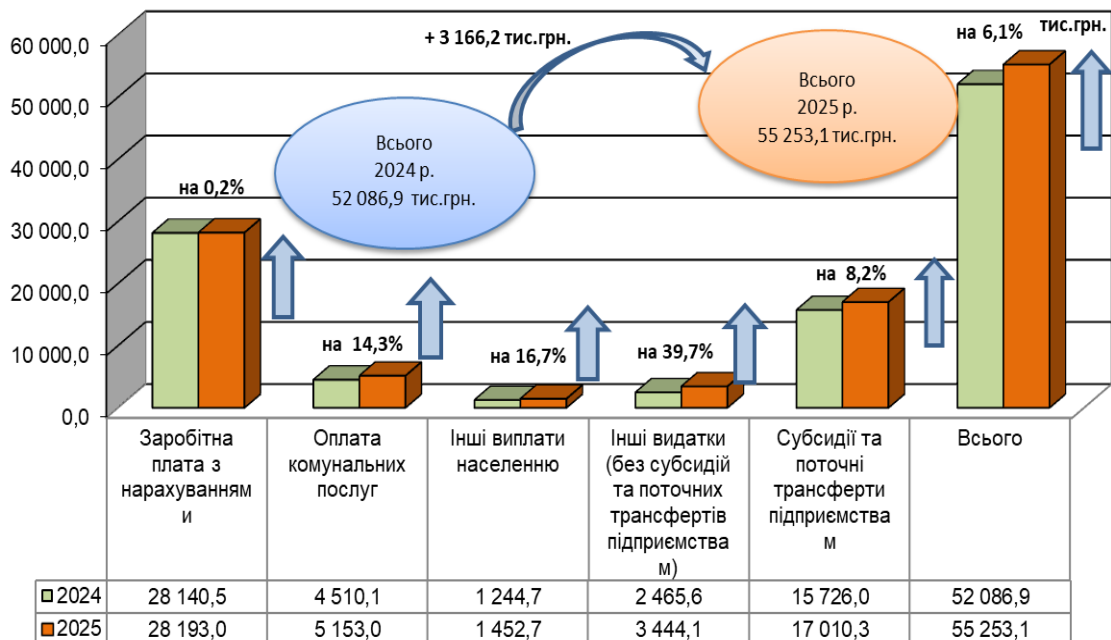 + 3 166,2 тис.грн.
на 6,1%
тис.грн.
60 000,0
50 000,0
40 000,0
30 000,0
20 000,0
10 000,0
0,0
Всього
2024 р.
52 086,9 тис.грн.
Всього
2025 р.
55 253,1 тис.грн.
на 0,2%
на 14,3%
на 16,7%
на 39,7%
на 8,2%
Заробітна
плата з
нарахуванням
и
Оплата
комунальних
послуг
Інші виплати
населенню
Інші видатки
(без субсидій
та поточних
трансфертів
підприємства
м)
Субсидії та
поточні
трансферти
підприємства
м
Всього
2024 28 140,5 4 510,1 1 244,7 2 465,6 15 726,0 52 086,9
2025 28 193,0 5 153,0 1 452,7 3 444,1 17 010,3 55 253,1